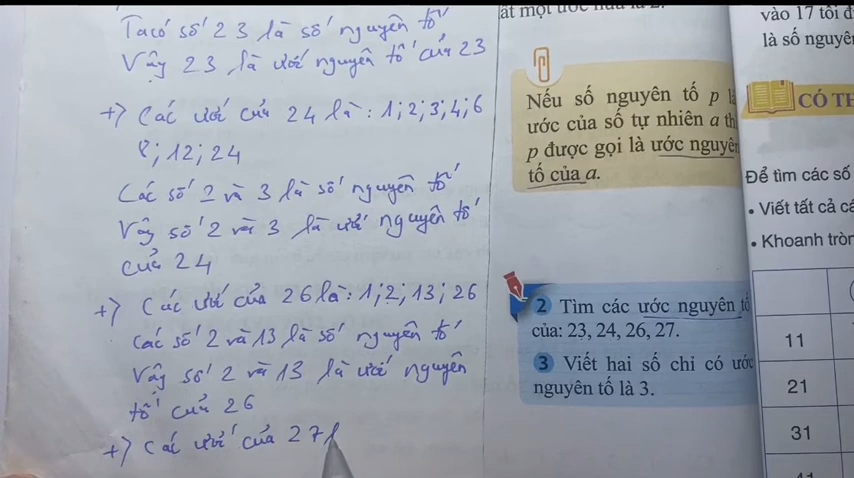 Ta có số 23 là số nguyên tố
Vậy 23 là ước nguyên tố của 23
+) Các ước của 24 là: 1; 2; 3; 4; 6
8; 12; 24
Các số 2 và 3 là số nguyên tố
Vậy số 2 và 3 là ước nguyên tố
của 24
+) Các ước của 26 là: 1; 2; 13; 26
các số 2 và 13 là số nguyên tố
Vậy số 2 và 13 là ước nguyên
tố của 26
+) các ước của 27 l
ất một ước
Nếu số nguyên tố p là
ước của số tự nhiên a th
p được gọi là ước nguyê
tố của a.
2 Tìm các ước nguyên tố
của: 23, 24, 26, 27.
3 Viết hai số chỉ có ước
nguyên tố là 3.
vào 17 tôi đ
là số nguyê
CÓ TH
Để tìm các số
• Viết tất cả cá
• Khoanh tròn
11
21
31